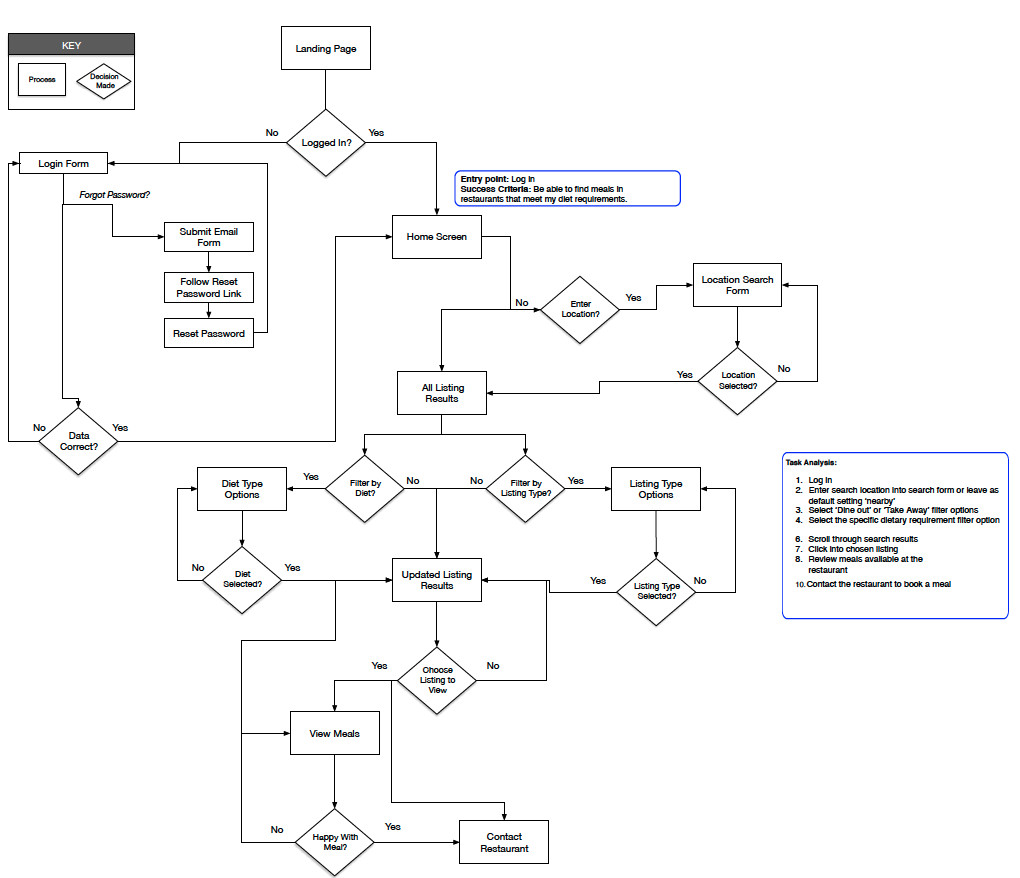 KEY
Process
Decision
Made
Landing Page
Logged In?
No
Yes
Login Form
Forgot Password?
Submit Email
Form
Follow Reset
Password Link
Reset Password
Data
Correct?
No
Yes
Entry point: Log in
Success Criteria: Be able to find meals in
restaurants that meet my diet requirements.
Home Screen
Enter
Location?
No
Yes
Location Search
Form
Location
Selected?
Yes
No
All Listing
Results
Filter by
Diet?
Yes
No
Filter by
Listing Type?
No
Yes
Diet Type
Options
Listing Type
Options
Diet
Selected?
No
Yes
Updated Listing
Results
Listing Type
Selected?
Yes
No
Task Analysis:
1. Log in
2. Enter search location into search form or leave as
default setting 'nearby'
3. Select 'Dine out' or 'Take Away' filter options
4. Select the specific dietary requirement filter option
6. Scroll through search results
7. Click into chosen listing
8. Review meals available at the
restaurant
10. Contact the restaurant to book a meal
Choose
Listing to
View
Yes
No
View Meals
Happy With
Meal?
No
Yes
Contact
Restaurant